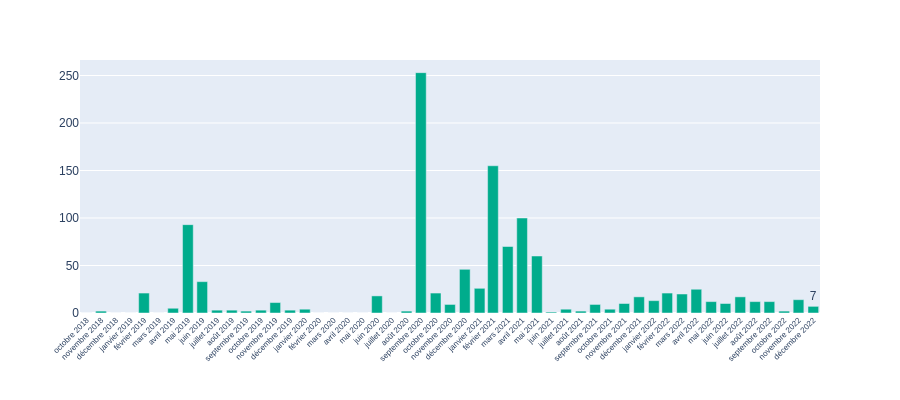 250
200
150
100
50
0
7
octobre 2018
novembre 2018
décembre 2018
janvier 2019
février 2019
mars 2019
avril 2019
mai 2019
juin 2019
juillet 2019
août 2019
septembre 2019
octobre 2019
novembre 2019
décembre 2019
janvier 2020
février 2020
mars 2020
avril 2020
mai 2020
juin 2020
juillet 2020
août 2020
septembre 2020
octobre 2020
novembre 2020
décembre 2020
janvier 2021
février 2021
mars 2021
avril 2021
mai 2021
juin 2021
juillet 2021
août 2021
septembre 2021
octobre 2021
novembre 2021
décembre 2021
janvier 2022
février 2022
mars 2022
avril 2022
mai 2022
juin 2022
juillet 2022
août 2022
septembre 2022
octobre 2022
novembre 2022
décembre 2022